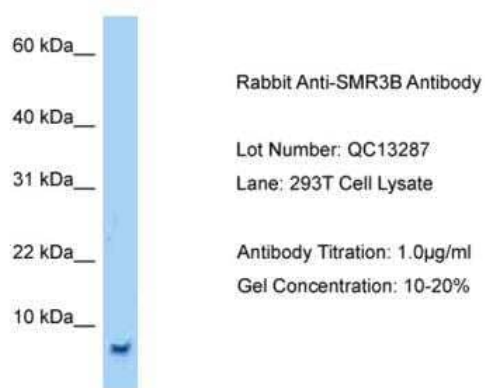 60 kDa
40 kDa
31 kDa
22 kDa
10 kDa
Rabbit Anti-SMR3B Antibody
Lot Number: QC13287
Lane: 293T Cell Lysate
Antibody Titration: 1.0µg/ml
Gel Concentration: 10-20%